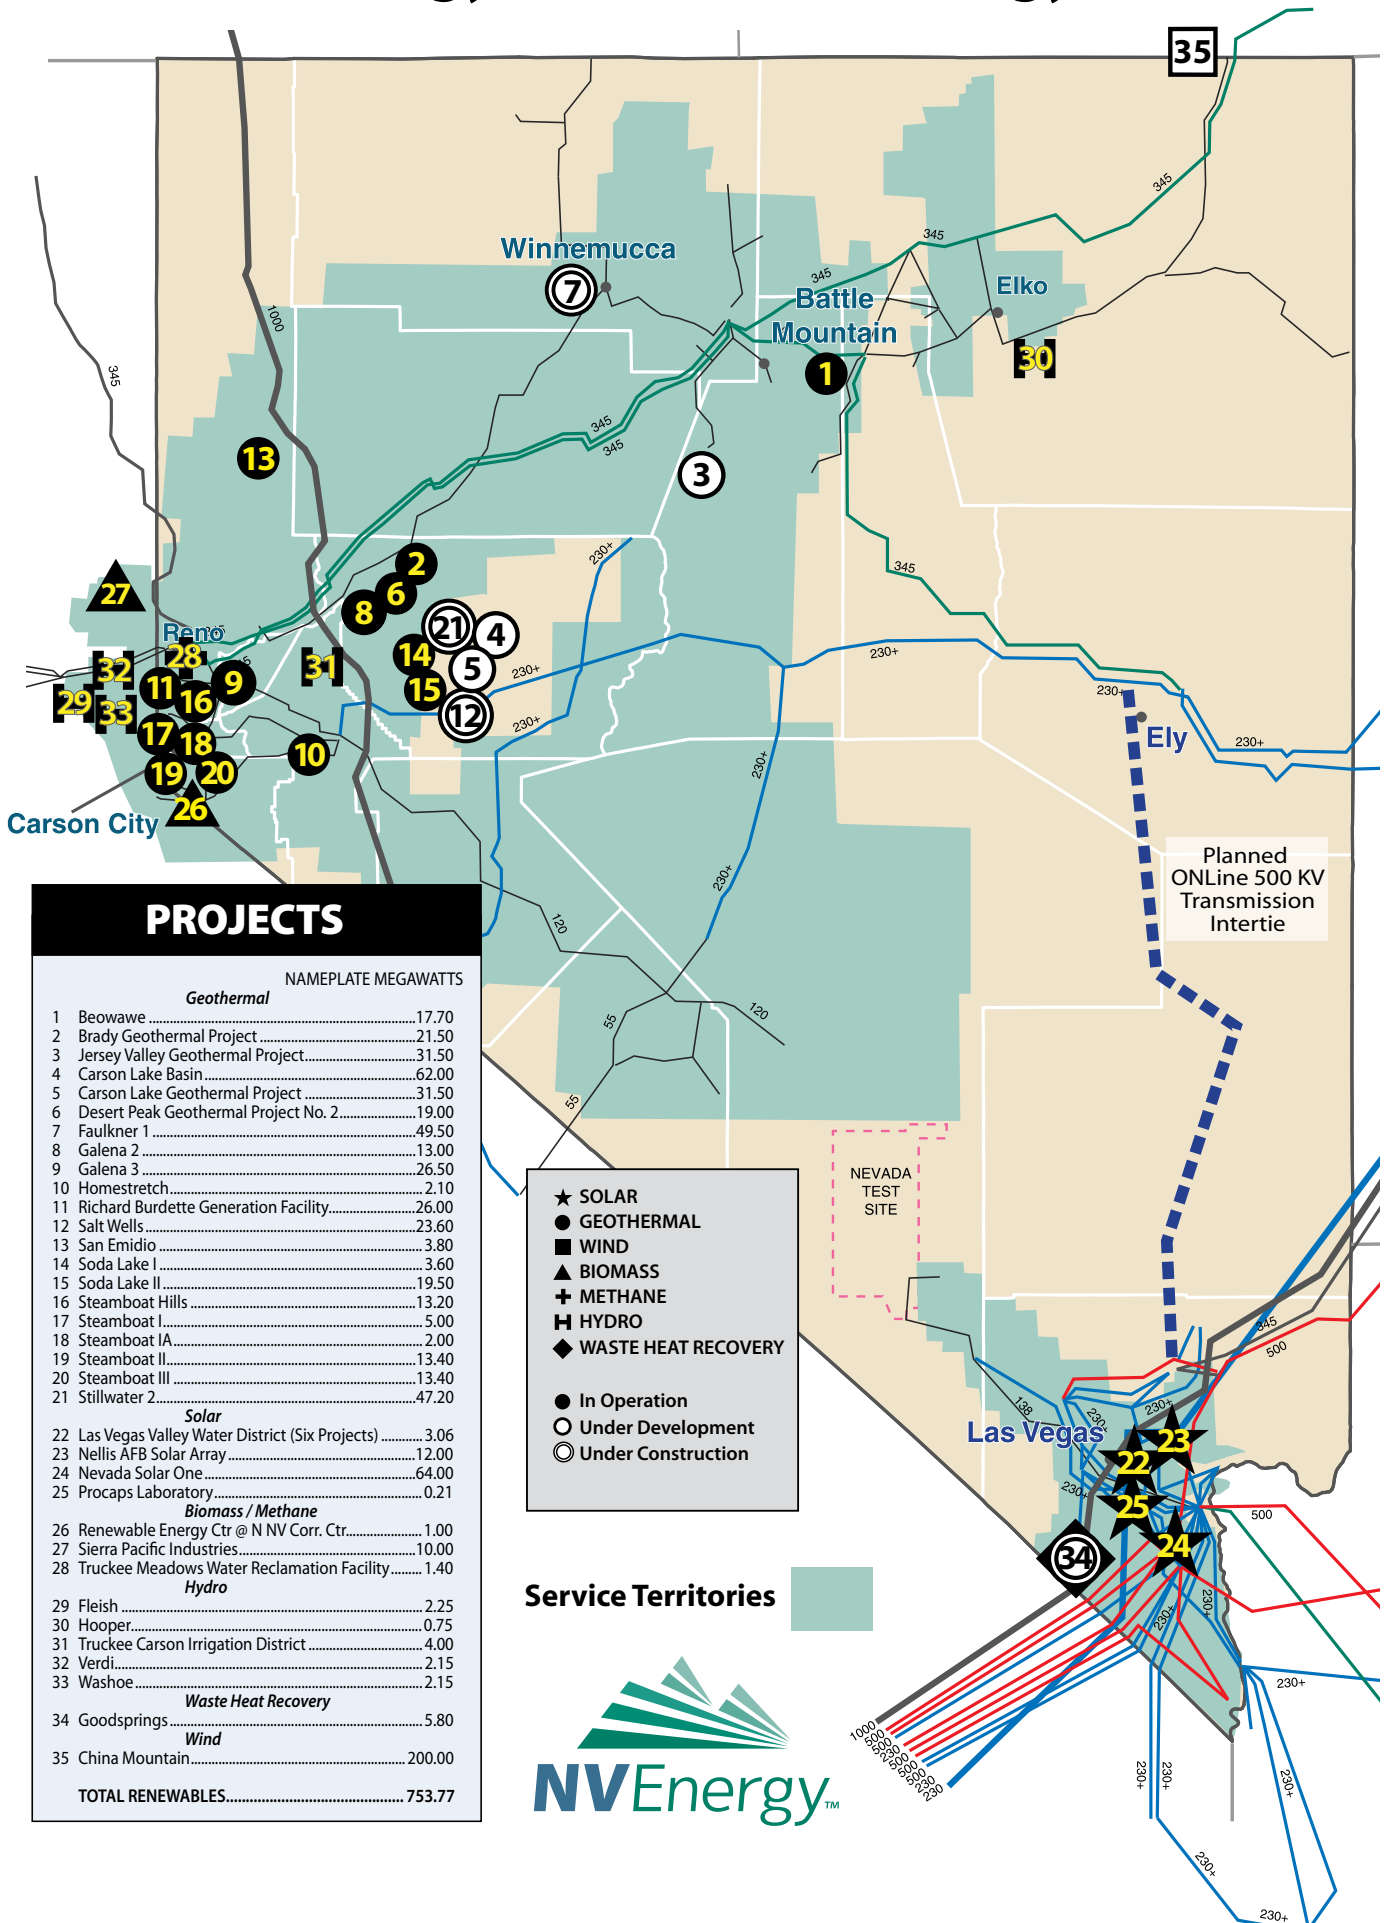 35
345
345
345
Winnemucca
7
Battle
Mountain
Elko
1000
345
30
1
345
345
13
3
230+
2
345
27
6
8
21
4
Reno
28
14
5
32
31
11
9
16
15
12
29
33
230+
230+
230+
230+
17
18
10
19
20
26
Ely
230+
230+
Carson City
Planned
ONLine 500 KV
Transmission
Intertie
230+
120
120
55
55
PROJECTS
NAMEPLATE MEGAWATTS
Geothermal
1 Beowawe 17.70
2 Brady Geothermal Project 21.50
3 Jersey Valley Geothermal Project 31.50
4 Carson Lake Basin 62.00
5 Carson Lake Geothermal Project 31.50
6 Desert Peak Geothermal Project No. 2 19.00
7 Faulkner 1 49.50
8 Galena 2 13.00
9 Galena 3 26.50
10 Homestretch 2.10
11 Richard Burdette Generation Facility 26.00
12 Salt Wells 23.60
13 San Emidio 3.80
14 Soda Lake I 3.60
15 Soda Lake II 19.50
16 Steamboat Hills 13.20
17 Steamboat I 5.00
18 Steamboat IA 2.00
19 Steamboat II 13.40
20 Steamboat III 13.40
21 Stillwater 2 47.20
Solar
22 Las Vegas Valley Water District (Six Projects) 3.06
23 Nellis AFB Solar Array 12.00
24 Nevada Solar One 64.00
25 Procaps Laboratory 0.21
Biomass / Methane
26 Renewable Energy Ctr @ N NV Corr. Ctr 1.00
27 Sierra Pacific Industries 10.00
28 Truckee Meadows Water Reclamation Facility 1.40
Hydro
29 Fleish 2.25
30 Hooper 0.75
31 Truckee Carson Irrigation District 4.00
32 Verdi 2.15
33 Washoe 2.15
Waste Heat Recovery
34 Goodsprings 5.80
Wind
35 China Mountain 200.00
TOTAL RENEWABLES 753.77
NEVADA
TEST
SITE
SOLAR
GEOTHERMAL
WIND
BIOMASS
METHANE
HYDRO
WASTE HEAT RECOVERY
In Operation
Under Development
Under Construction
Service Territories
NVEnergy™
345
500
138
230+
230+
Las Vegas
23
22
230+
25
24
34
500
230+
230+
230+
1000
500
230
230+
230+
230+
230+
230+